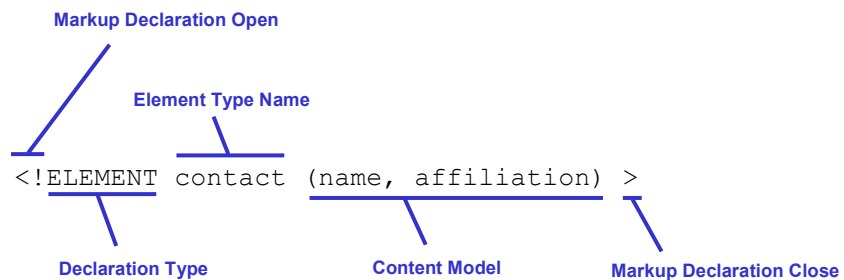 Markup Declaration Open
Element Type Name
<!ELEMENT contact (name, affiliation) >
Declaration Type
Content Model
Markup Declaration Close